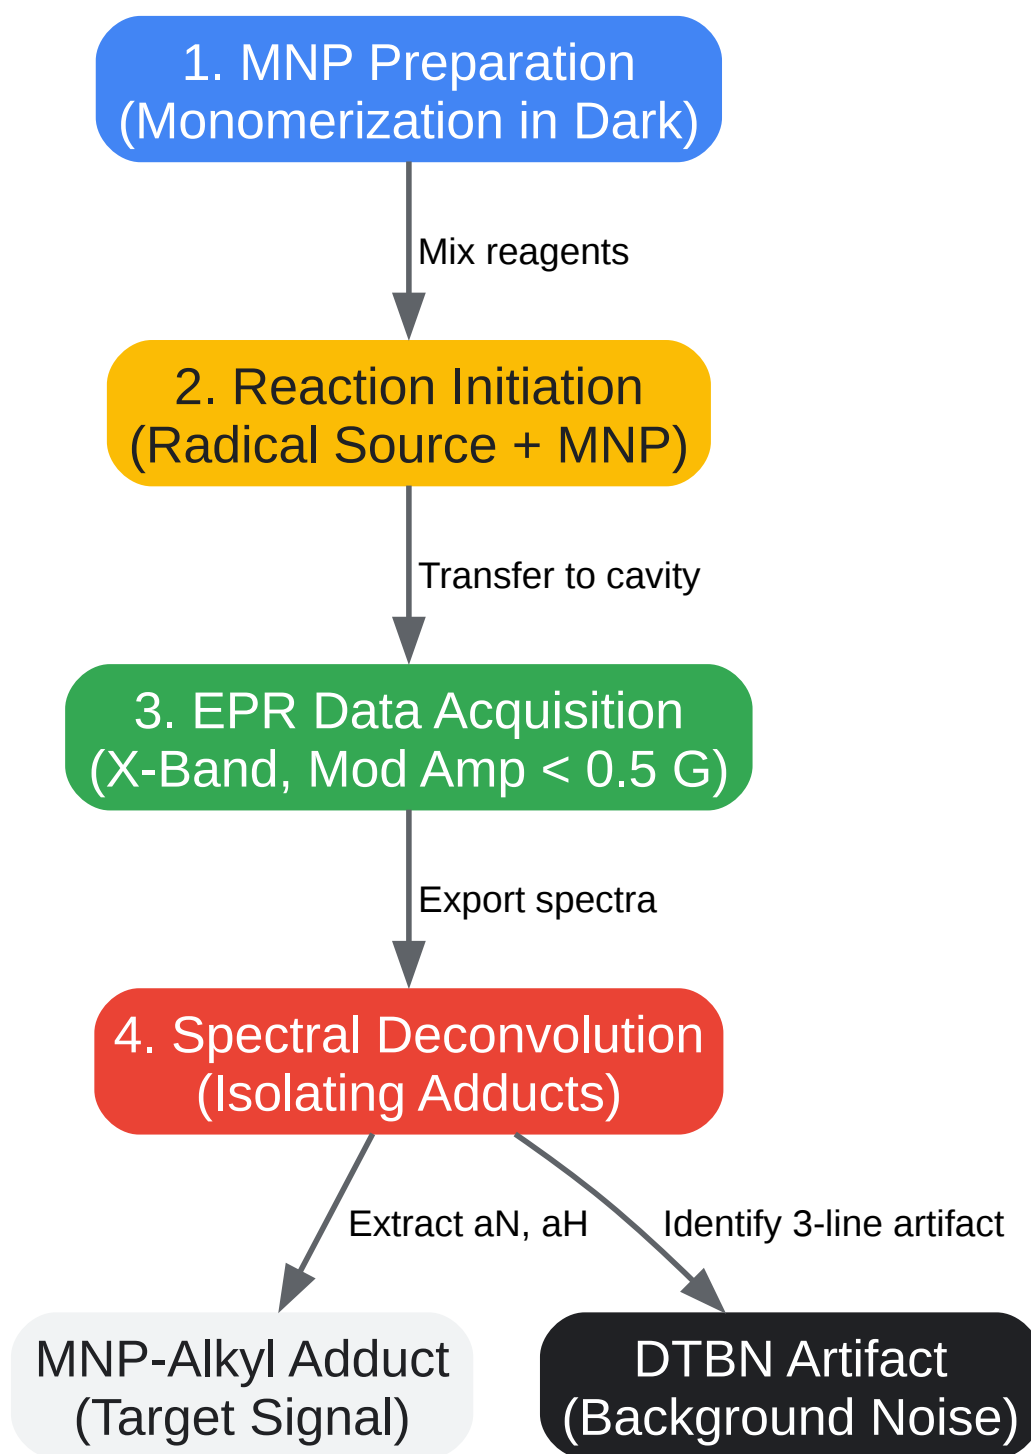 1. MNP Preparation
(Monomerization in Dark)
Mix reagents
2. Reaction Initiation
(Radical Source + MNP)
Transfer to cavity
3. EPR Data Acquisition
(X-Band, Mod Amp < 0.5 G)
Export spectra
4. Spectral Deconvolution
(Isolating Adducts)
Extract aN, aH
Identify 3-line artifact
MNP-Alkyl Adduct
(Target Signal)
DTBN Artifact
(Background Noise)